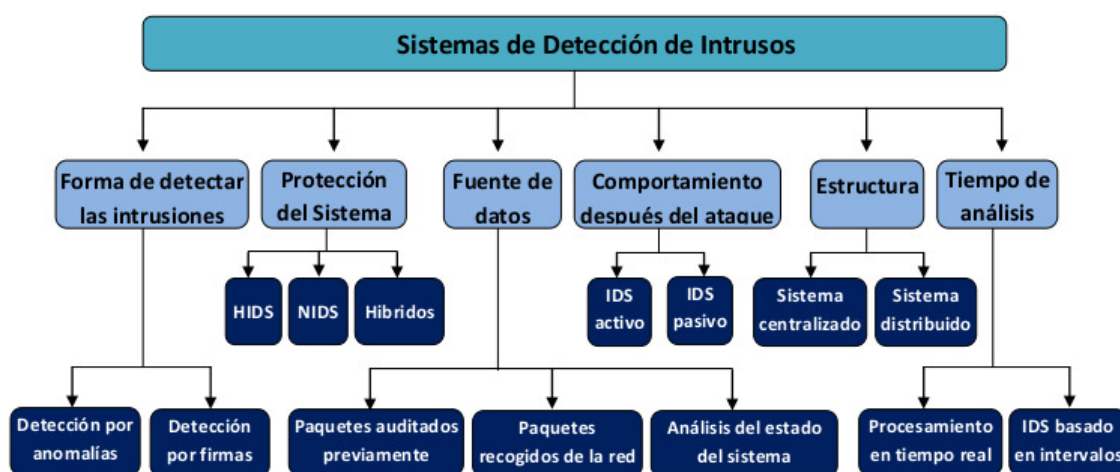 Sistemas de Detección de Intrusos
Forma de detectar
las intrusiones
Protección
del Sistema
Fuente de
datos
Comportamiento
después del ataque
Estructura
Tiempo de
análisis
HIDS
NIDS
Hibridos
IDS
activo
IDS
pasivo
Sistema
centralizado
Sistema
distribuido
Detección por
anomalías
Detección
por firmas
Paquetes auditados
previamente
Paquetes
recogidos de la red
Análisis del estado
del sistema
Procesamiento
en tiempo real
IDS basado
en intervalos